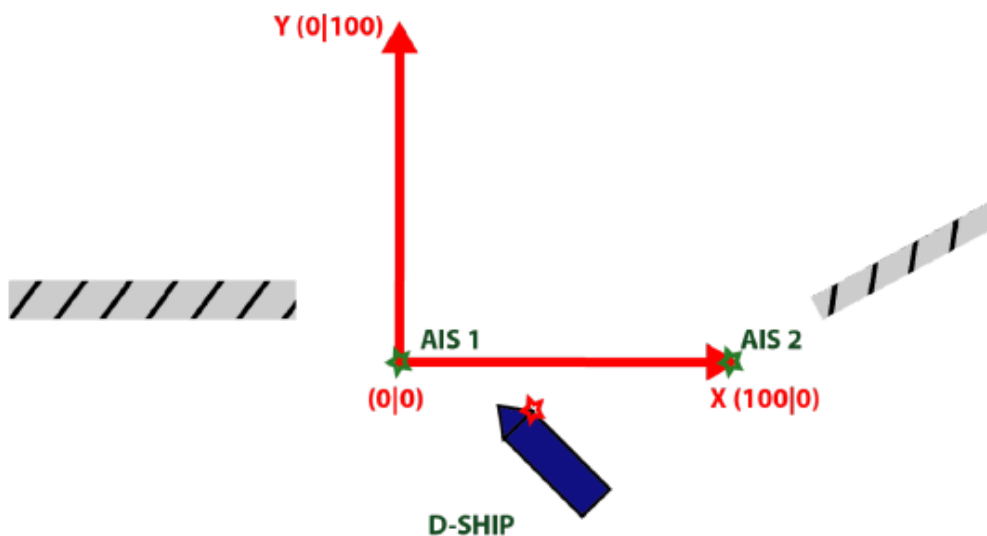 Y (0|100)
AIS 1
AIS 2
(0|0)
X (100|0)
D-SHIP